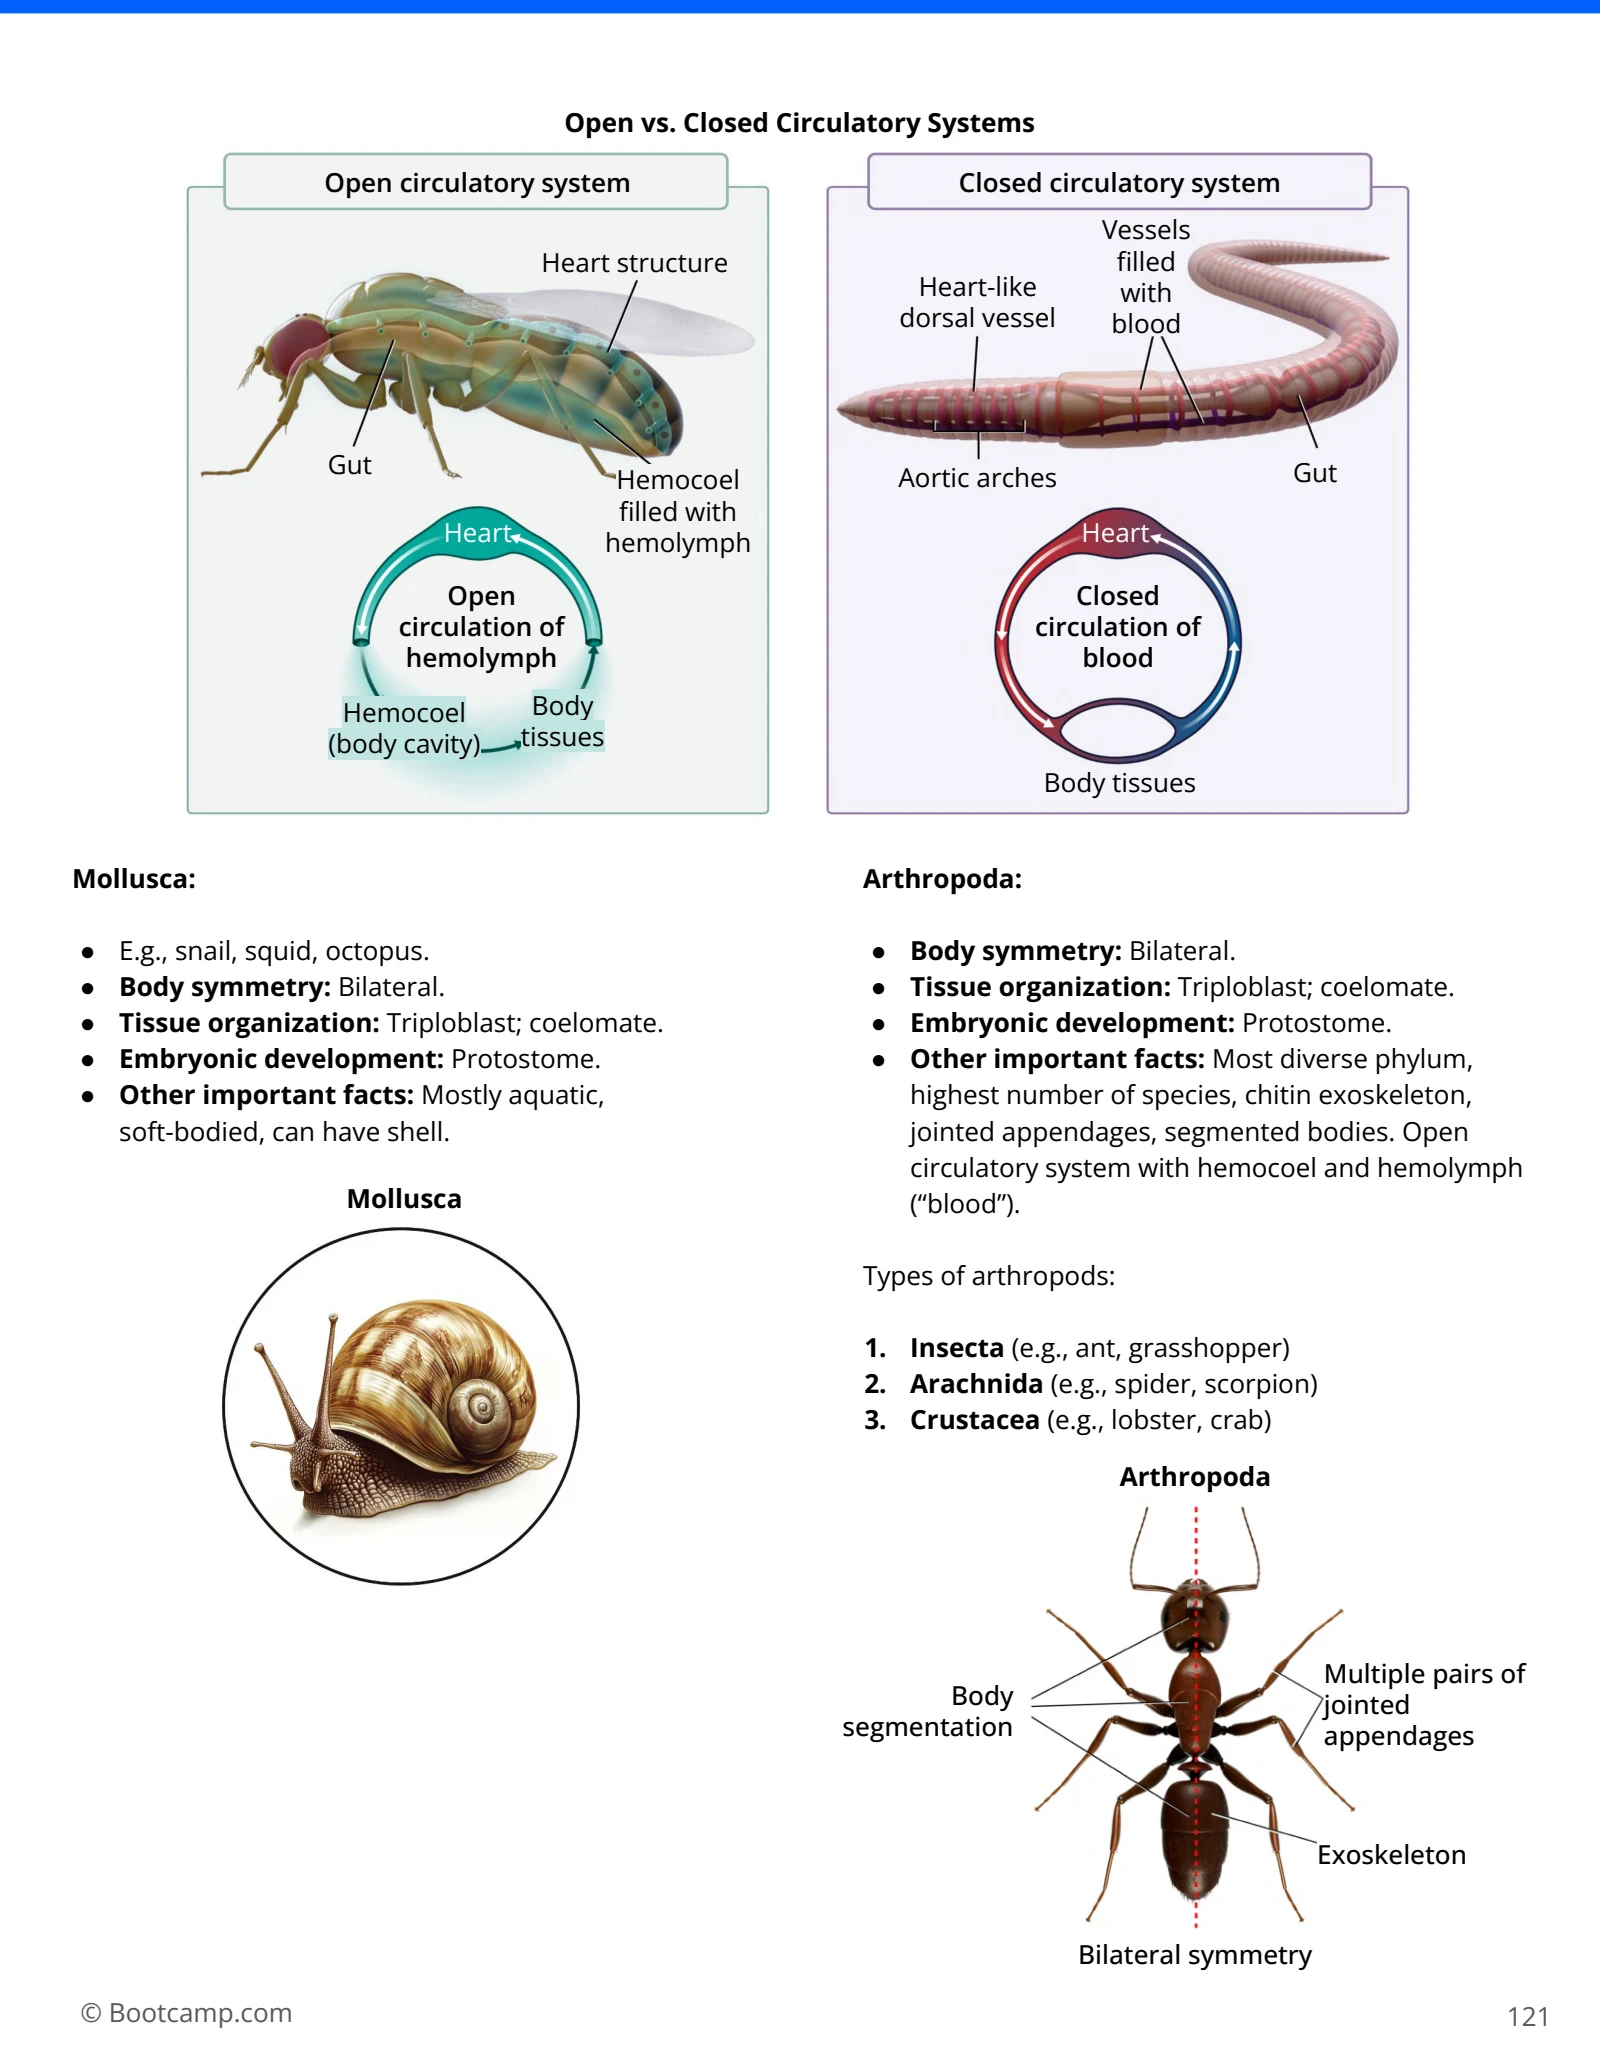 Open vs. Closed Circulatory Systems
Open circulatory system
Heart structure
Gut
Hemocoel
filled with
hemolymph
Heart
Open
circulation of
hemolymph
Hemocoel
(body cavity)
Body
tissues
Closed circulatory system
Vessels
filled
with
blood
Heart-like
dorsal vessel
Aortic arches
Gut
Heart
Closed
circulation of
blood
Body tissues
Mollusca:
● E.g., snail, squid, octopus.
● Body symmetry: Bilateral.
● Tissue organization: Triploblast; coelomate.
● Embryonic development: Protostome.
● Other important facts: Mostly aquatic,
soft-bodied, can have shell.
Mollusca
Arthropoda:
● Body symmetry: Bilateral.
● Tissue organization: Triploblast; coelomate.
● Embryonic development: Protostome.
● Other important facts: Most diverse phylum,
highest number of species, chitin exoskeleton,
jointed appendages, segmented bodies. Open
circulatory system with hemocoel and hemolymph
(“blood”).
Types of arthropods:
1. Insecta (e.g., ant, grasshopper)
2. Arachnida (e.g., spider, scorpion)
3. Crustacea (e.g., lobster, crab)
Arthropoda
Body
segmentation
Multiple pairs of
jointed
appendages
Exoskeleton
Bilateral symmetry
© Bootcamp.com
121